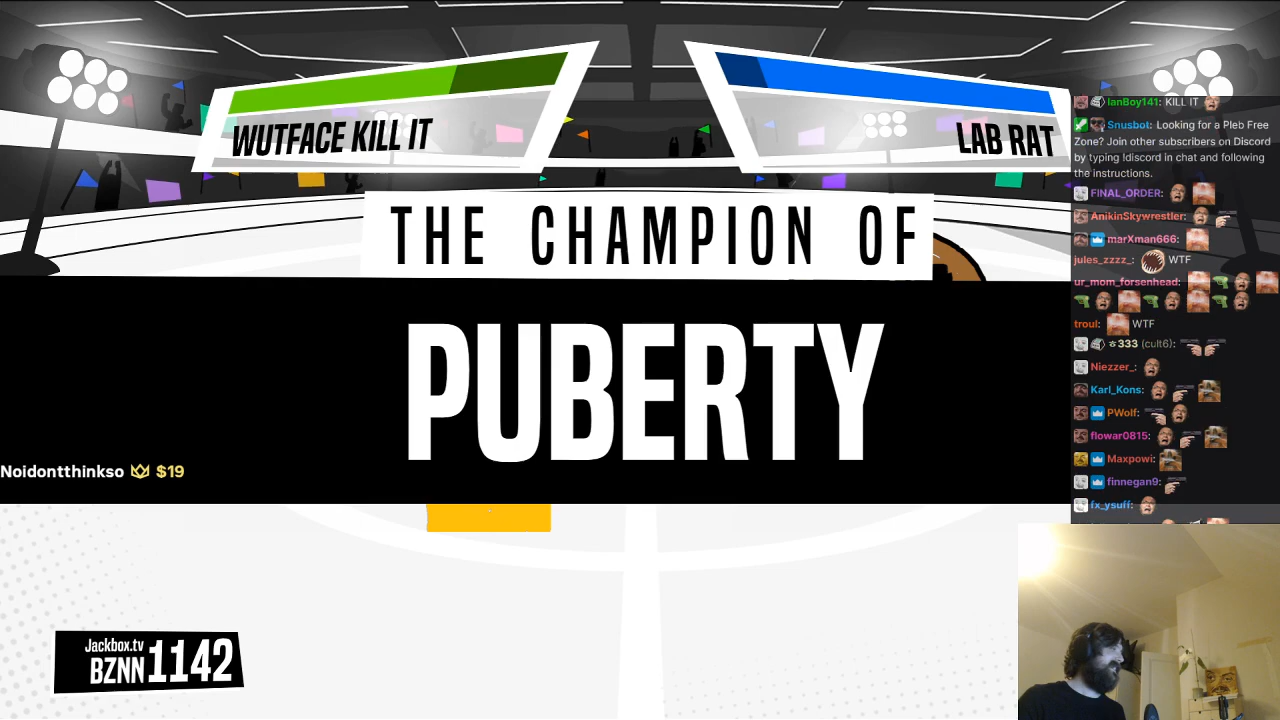 WUTFACE KILL IT
LAB RAT
THE CHAMPION OF
PUBERTY
Noidontthinkso $19
Jackbox.tv
BZNN 1142
IanBoy141: KILL IT
Snusbot: Looking for a Pleb Free
Zone? Join other subscribers on Discord
by typing !discord in chat and following
the instructions.
FINAL_ORDER:
AnikinSkywrestler:
marXman666:
jules_zzzz_: WTF
ur_mom_forsenhead:
troul: WTF
☆333 (cult6):
Niezzer_:
Karl_Kons:
PWolf:
flowar0815:
Maxpowi:
finnegan9:
fx_ysuff: